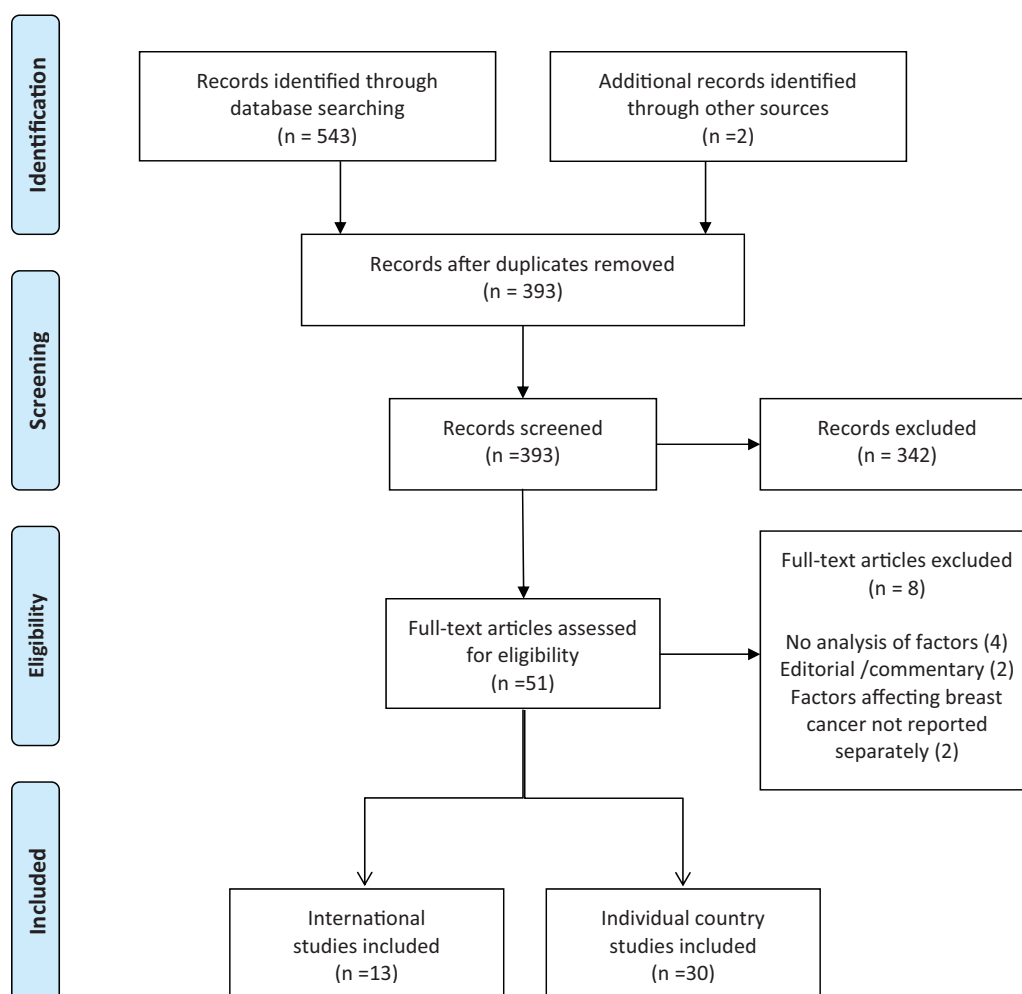 Identification
Records identified through
database searching
(n = 543)
Additional records identified
through other sources
(n =2)
Screening
Records after duplicates removed
(n = 393)
Records screened
(n =393)
Records excluded
(n = 342)
Eligibility
Full-text articles assessed
for eligibility
(n =51)
Full-text articles excluded
(n = 8)
No analysis of factors (4)
Editorial /commentary (2)
Factors affecting breast
cancer not reported
separately (2)
Included
International
studies included
(n =13)
Individual country
studies included
(n =30)